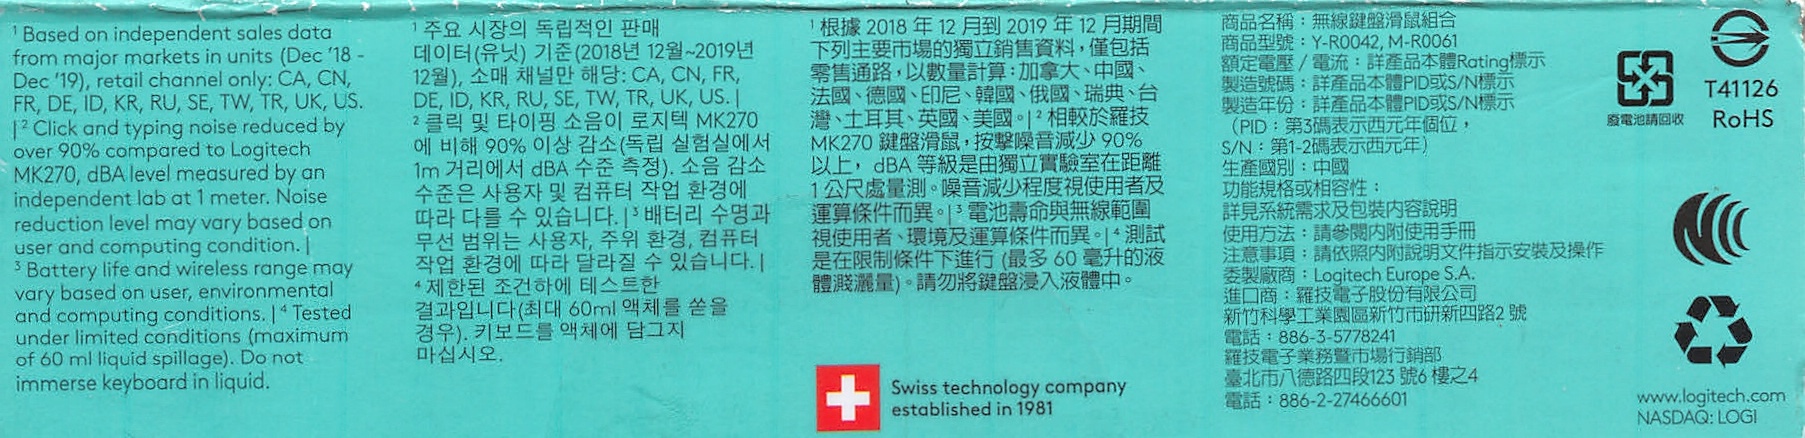 ¹ Based on independent sales data
from major markets in units (Dec '18 -
Dec '19), retail channel only: CA, CN,
FR, DE, ID, KR, RU, SE, TW, TR, UK, US.
| ² Click and typing noise reduced by
over 90% compared to Logitech
MK270, dBA level measured by an
independent lab at 1 meter. Noise
reduction level may vary based on
user and computing condition. |
³ Battery life and wireless range may
vary based on user, environmental
and computing conditions. | ⁴ Tested
under limited conditions (maximum
of 60 ml liquid spillage). Do not
immerse keyboard in liquid.
¹ 주요 시장의 독립적인 판매
데이터(유닛) 기준(2018년 12월~2019년
12월), 소매 채널만 해당: CA, CN, FR,
DE, ID, KR, RU, SE, TW, TR, UK, US. |
² 클릭 및 타이핑 소음이 로지텍 MK270
에 비해 90% 이상 감소(독립 실험실에서
1m 거리에서 dBA 수준 측정). 소음 감소
수준은 사용자 및 컴퓨터 작업 환경에
따라 다를 수 있습니다. | ³ 배터리 수명과
무선 범위는 사용자, 주위 환경, 컴퓨터
작업 환경에 따라 달라질 수 있습니다. |
⁴ 제한된 조건하에 테스트한
결과입니다(최대 60ml 액체를 쏟을
경우). 키보드를 액체에 담그지
마십시오.
¹ 根據 2018 年 12 月到 2019 年 12 月期間
下列主要市場的獨立銷售資料，僅包括
零售通路，以數量計算：加拿大、中國、
法國、德國、印尼、韓國、俄國、瑞典、台
灣、土耳其、英國、美國。| ² 相較於羅技
MK270 鍵盤滑鼠，按擊噪音減少 90%
以上， dBA 等級是由獨立實驗室在距離
1 公尺處量測。噪音減少程度視使用者及
運算條件而異。| ³ 電池壽命與無線範圍
視使用者、環境及運算條件而異。| ⁴ 測試
是在限制條件下進行 (最多 60 毫升的液
體濺灑量)。請勿將鍵盤浸入液體中。
Swiss technology company
established in 1981
商品名稱：無線鍵盤滑鼠組合
商品型號：Y-R0042, M-R0061
額定電壓 / 電流：詳產品本體Rating標示
製造號碼：詳產品本體PID或S/N標示
製造年份：詳產品本體PID或S/N標示
（PID：第3碼表示西元年個位，
S/N：第1-2碼表示西元年）
生產國別：中國
功能規格或相容性：
詳見系統需求及包裝內容說明
使用方法：請參閱內附使用手冊
注意事項：請依照內附說明文件指示安裝及操作
委製廠商：Logitech Europe S.A.
進口商：羅技電子股份有限公司
新竹科學工業園區新竹市研新四路2 號
電話：886-3-5778241
羅技電子業務暨市場行銷部
臺北市八德路四段123 號6 樓之4
電話：886-2-27466601
廢電池請回收
T41126
RoHS
www.logitech.com
NASDAQ: LOGI